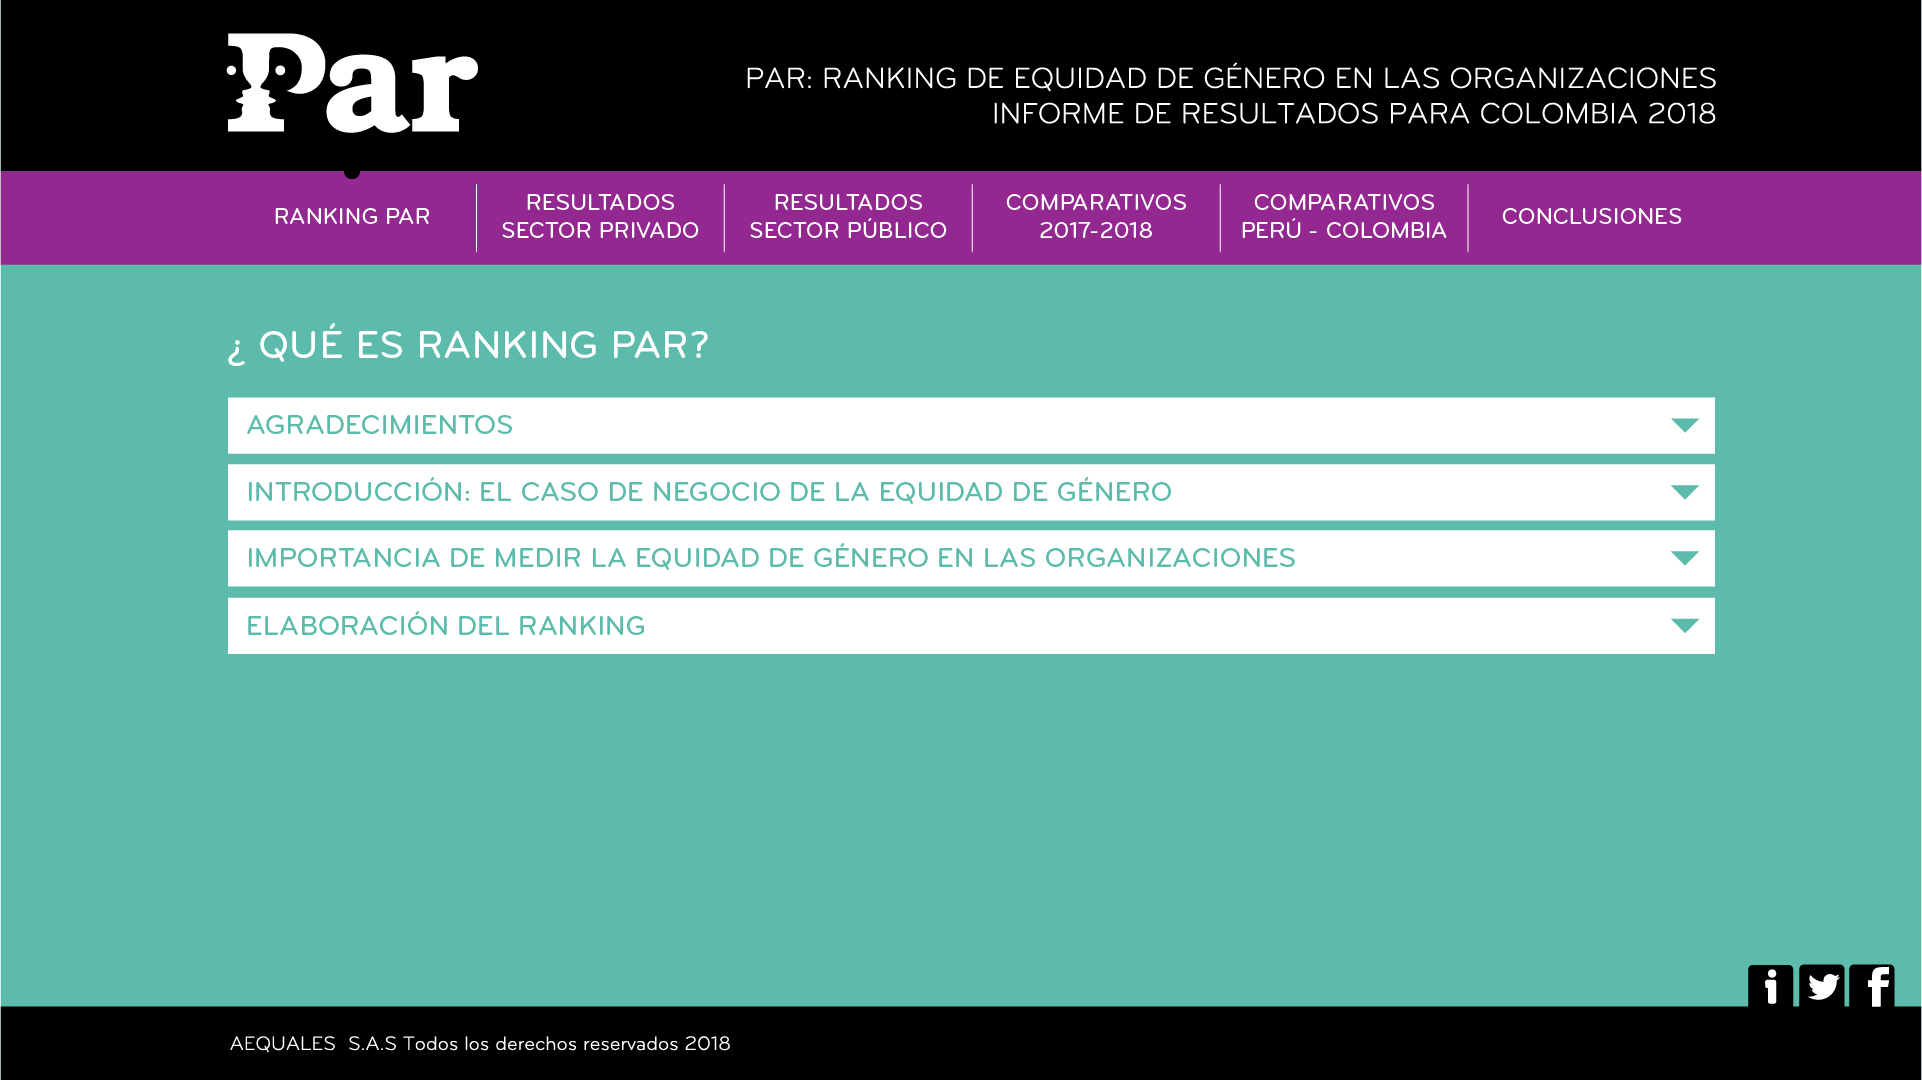 Par
PAR: RANKING DE EQUIDAD DE GÉNERO EN LAS ORGANIZACIONES
INFORME DE RESULTADOS PARA COLOMBIA 2018
RANKING PAR
RESULTADOS
SECTOR PRIVADO
RESULTADOS
SECTOR PÚBLICO
COMPARATIVOS
2017-2018
COMPARATIVOS
PERÚ - COLOMBIA
CONCLUSIONES
¿ QUÉ ES RANKING PAR?
AGRADECIMIENTOS
INTRODUCCIÓN: EL CASO DE NEGOCIO DE LA EQUIDAD DE GÉNERO
IMPORTANCIA DE MEDIR LA EQUIDAD DE GÉNERO EN LAS ORGANIZACIONES
ELABORACIÓN DEL RANKING
AEQUALES S.A.S Todos los derechos reservados 2018